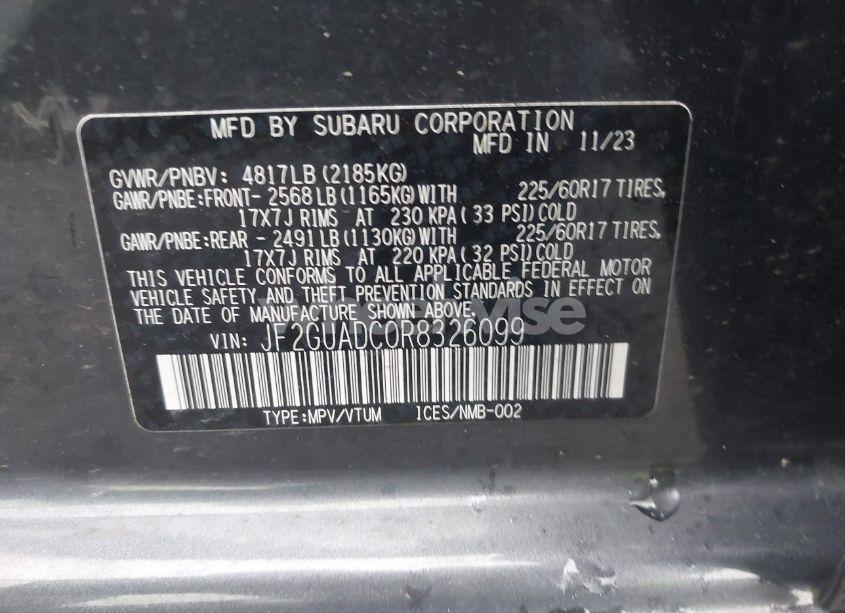 MFD BY SUBARU CORPORATION
MFD IN 11/23
GVWR/PNBV: 4817LB (2185KG)
GAWR/PNBE:FRONT- 2568 LB (1165KG) WITH 225/60R17 TIRES,
17X7J RIMS AT 230 KPA( 33 PSI) COLD
GAWR/PNBE:REAR - 2491 LB (1130KG) WITH 225/60R17 TIRES,
17X7J RIMS AT 220 KPA( 32 PSI) COLD
THIS VEHICLE CONFORMS TO ALL APPLICABLE FEDERAL MOTOR
VEHICLE SAFETY AND THEFT PREVENTION STANDARDS IN EFFECT ON
THE DATE OF MANUFACTURE SHOWN ABOVE.
VIN: JF2GUADC0R8326099
TYPE:MPV/VTUM ICES/NMB-002